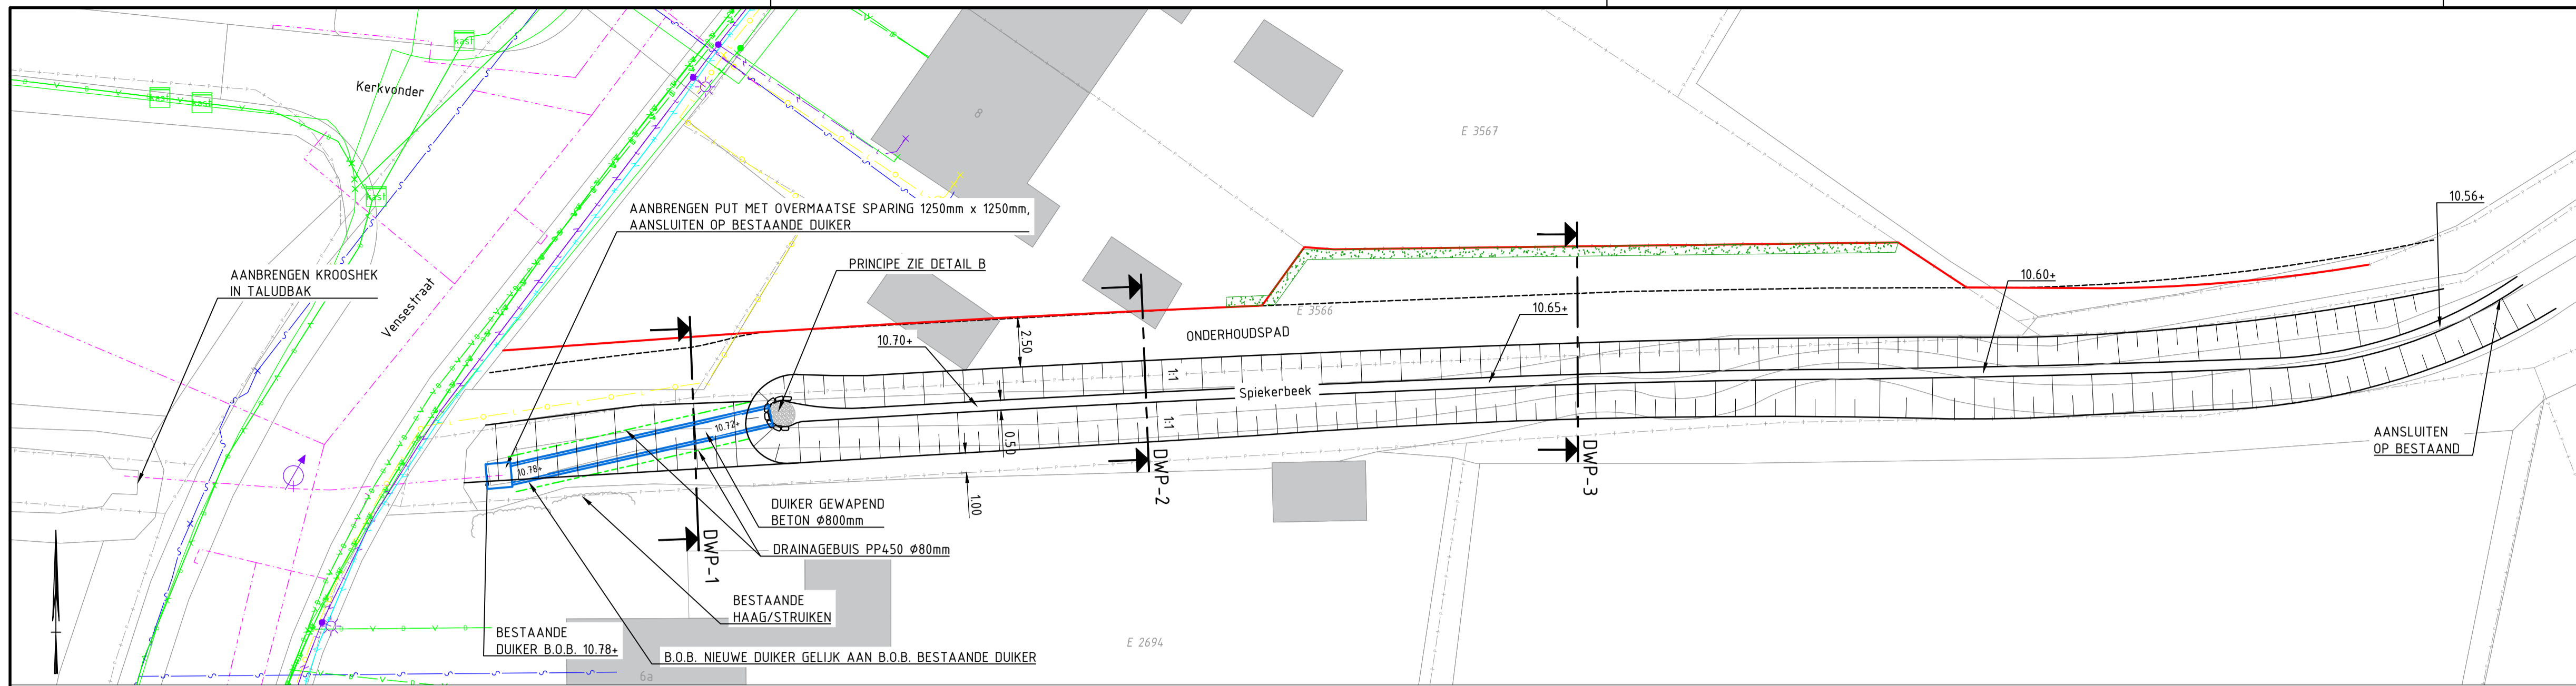 kast
kast
kast
kast
Kerkvonder
Vensestraat
8
E 3567
AANBRENGEN PUT MET OVERMAATSE SPARING 1250mm x 1250mm,
AANSLUITEN OP BESTAANDE DUIKER
AANBRENGEN KROOSHEK
IN TALUDBAK
PRINCIPE ZIE DETAIL B
10.56+
10.60+
10.65+
E 3566
ONDERHOUDSPAD
2.50
10.70+
1:1
Spiekerbeek
1:1
0.50
10.72+
10.78+
1.00
DWP-1
DWP-2
DWP-3
AANSLUITEN
OP BESTAAND
DUIKER GEWAPEND
BETON Ø800mm
DRAINAGEBUIS PP450 Ø80mm
BESTAANDE
HAAG/STRUIKEN
BESTAANDE
DUIKER B.O.B. 10.78+
B.O.B. NIEUWE DUIKER GELIJK AAN B.O.B. BESTAANDE DUIKER
E 2694
6a